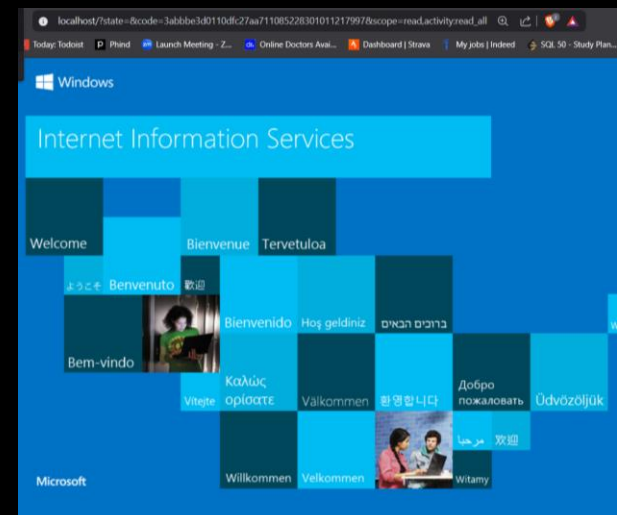 localhost/?state=&code=3abbbe3d0110dfc27aa71108522830101121799​7&scope=read,activity:read_all
Today: Todoist Phind Launch Meeting - Z... Online Doctors Avai... Dashboard | Strava My jobs | Indeed SQL 50 - Study Plan...
Windows
Internet Information Services
Welcome
Bienvenue
Tervetuloa
ようこそ
Benvenuto
歡迎
Bienvenido
Hoş geldiniz
ברוכים הבאים
Bem-vindo
Vítejte
Καλώς
ορίσατε
Välkommen
환영합니다
Добро
пожаловать
Üdvözöljük
مرحبا
欢迎
Microsoft
Willkommen
Velkommen
Witamy